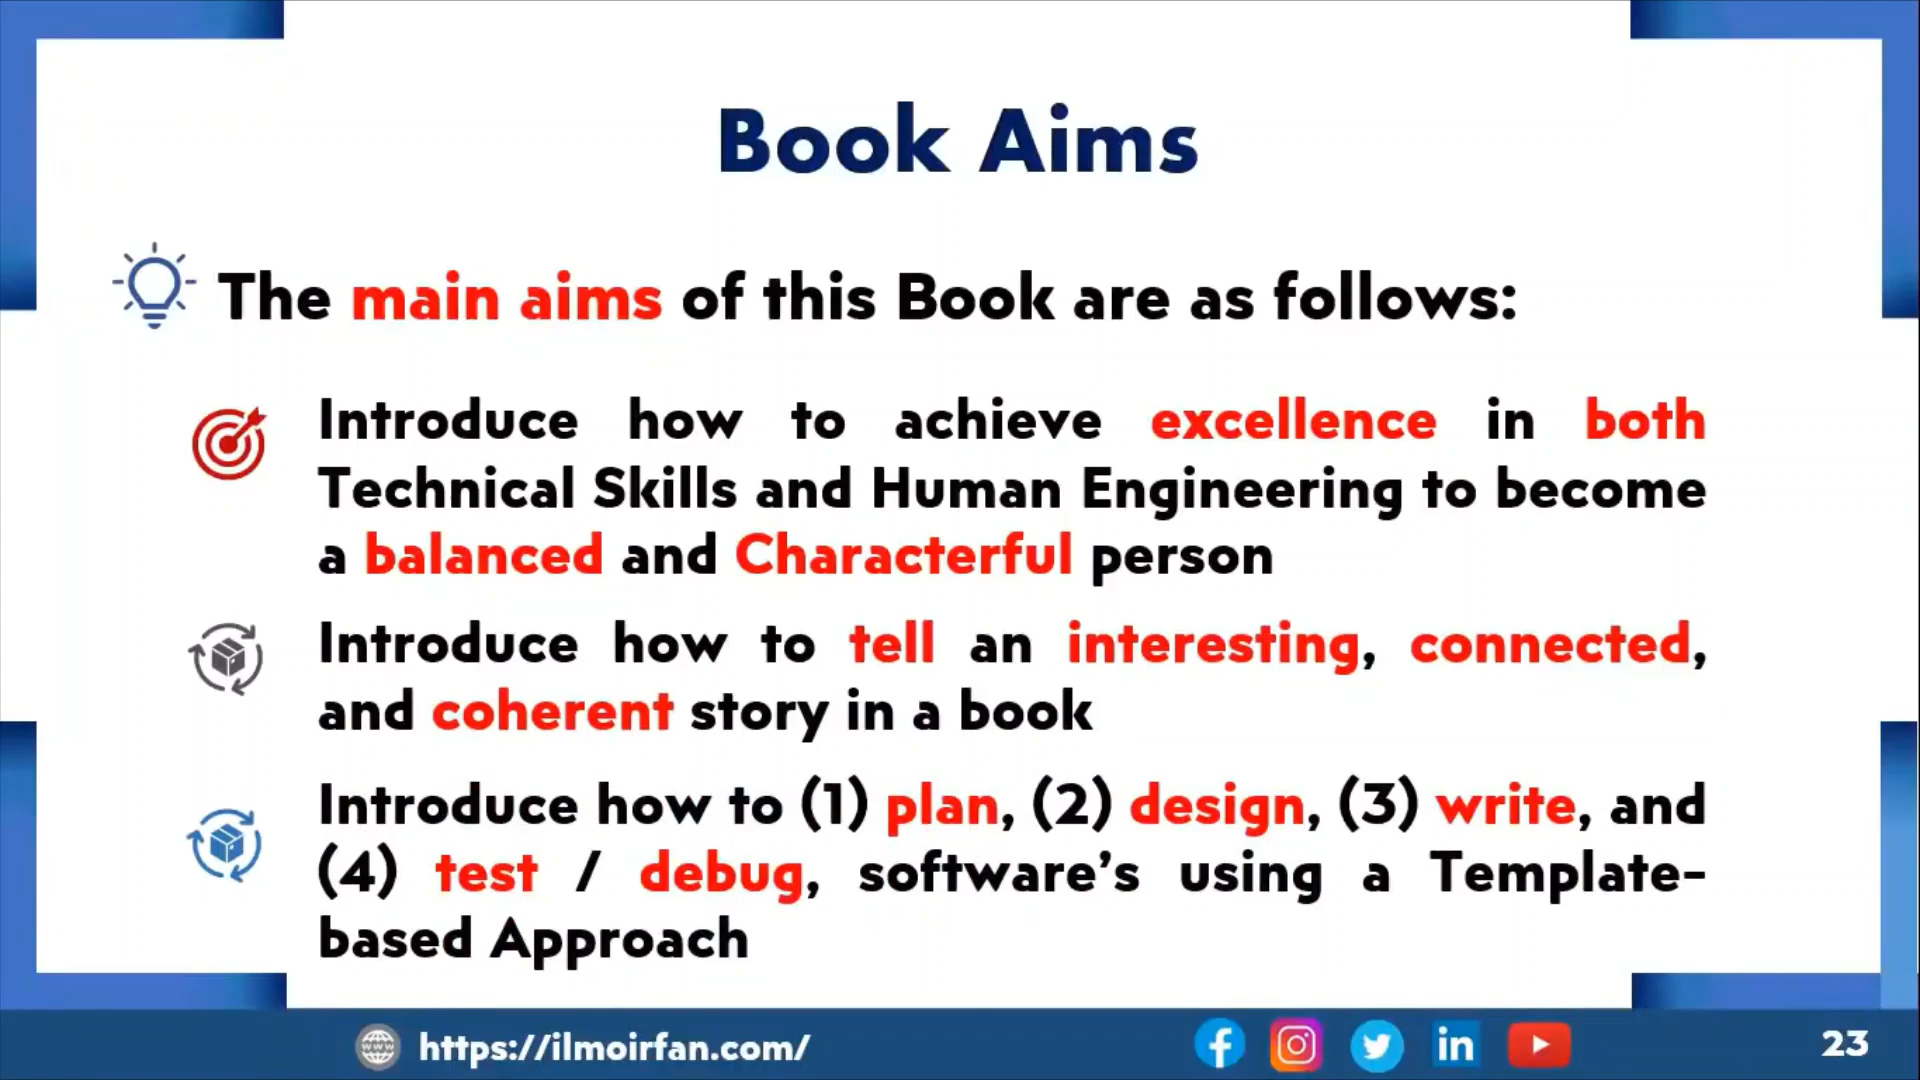 Book Aims
The main aims of this Book are as follows:
Introduce how to achieve excellence in both
Technical Skills and Human Engineering to become
a balanced and Characterful person
Introduce how to tell an interesting, connected,
and coherent story in a book
Introduce how to (1) plan, (2) design, (3) write, and
(4) test / debug, software’s using a Template-
based Approach
https://ilmoirfan.com/
23